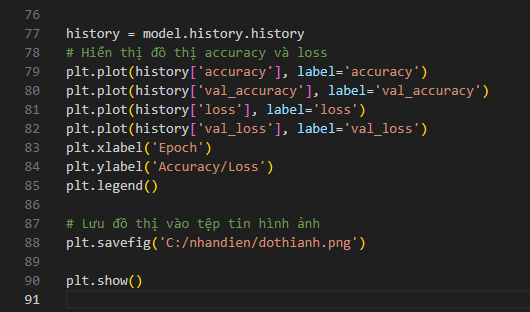 76
77 history = model.history.history
78 # Hiển thị đồ thị accuracy và loss
79 plt.plot(history['accuracy'], label='accuracy')
80 plt.plot(history['val_accuracy'], label='val_accuracy')
81 plt.plot(history['loss'], label='loss')
82 plt.plot(history['val_loss'], label='val_loss')
83 plt.xlabel('Epoch')
84 plt.ylabel('Accuracy/Loss')
85 plt.legend()
86
87 # Lưu đồ thị vào tệp tin hình ảnh
88 plt.savefig('C:/nhandien/dothianh.png')
89
90 plt.show()
91